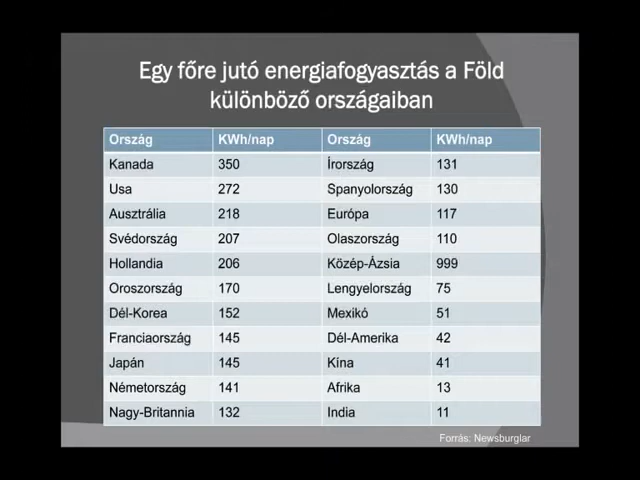 Egy főre jutó energiafogyasztás a Föld
különböző országaiban
Ország KWh/nap Ország KWh/nap
Kanada 350 Írország 131
Usa 272 Spanyolország 130
Ausztrália 218 Európa 117
Svédország 207 Olaszország 110
Hollandia 206 Közép-Ázsia 999
Oroszország 170 Lengyelország 75
Dél-Korea 152 Mexikó 51
Franciaország 145 Dél-Amerika 42
Japán 145 Kína 41
Németország 141 Afrika 13
Nagy-Britannia 132 India 11
Forrás: Newsburglar